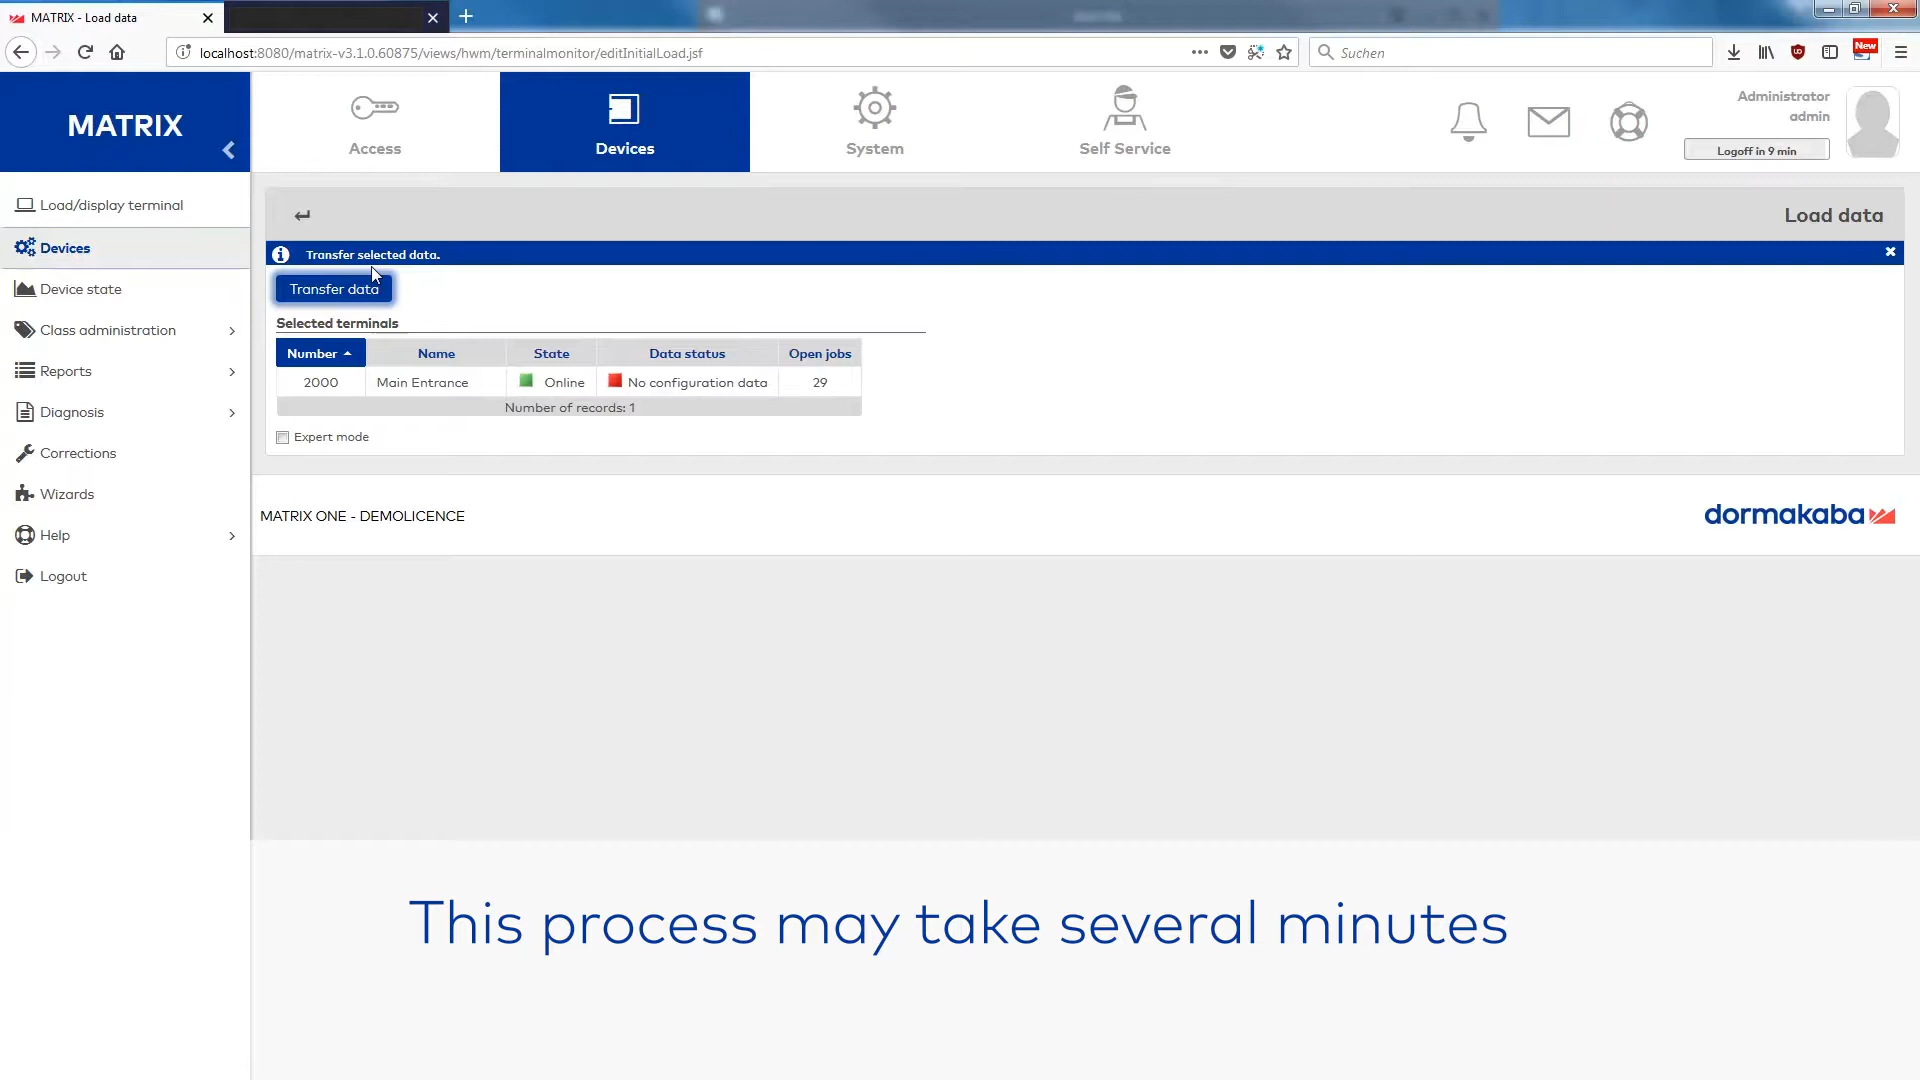 MATRIX - Load data
localhost:8080/matrix-v3.1.0.60875/views/hwm/terminalmonitor/editInitialLoad.jsf
Suchen
New
MATRIX
Access
Devices
System
Self Service
Administrator
admin
Logoff in 9 min
Load/display terminal
Devices
Device state
Class administration
Reports
Diagnosis
Corrections
Wizards
Help
Logout
Load data
Transfer selected data.
Transfer data
Selected terminals
Number Name State Data status Open jobs
2000 Main Entrance Online No configuration data 29
Number of records: 1
Expert mode
MATRIX ONE - DEMOLICENCE
dormakaba
This process may take several minutes